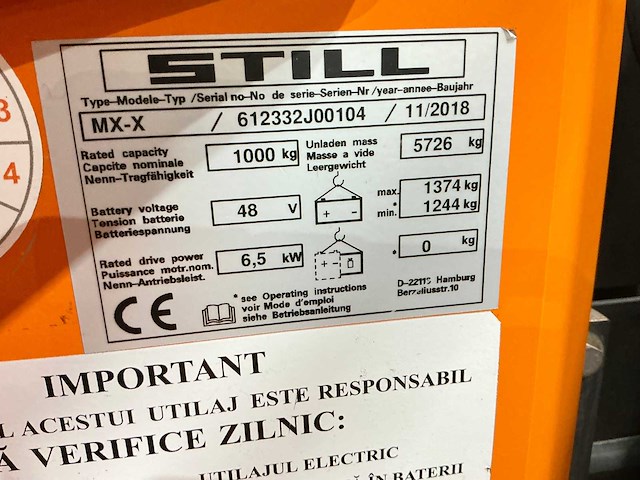 STILL
Type-Modele-Typ /Serial no-No de serie-Serien-Nr /year-annee-Baujahr
MX-X / 612332J00104 / 11/2018
Rated capacity
Capcite nominale
Nenn-Tragfähigkeit
1000 kg
Unladen mass
Masse a vide
Leergewicht
5726 kg
Battery voltage
Tension batterie
Batteriespannung
48 V
+ -
max. 1374 kg
min. * 1244 kg
Rated drive power
Puissance motr.nom.
Nenn-Antriebsleist.
6,5 kW
+ -
* 0 kg
CE
* see Operating instructions
voir Mode d'emploi
siehe Betriebsanleitung
Hamburg
IMPORTANT
L ACESTUI UTILAJ ESTE RESPONSABIL
Ă VERIFICE ZILNIC:
UTILAJUL ELECTRIC
ÎN BATERII
3
4